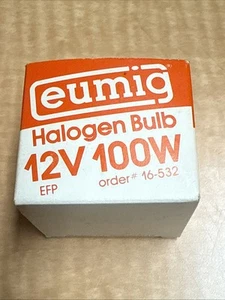 eumig
Halogen Bulb
12V 100W
EFP order# 16-532